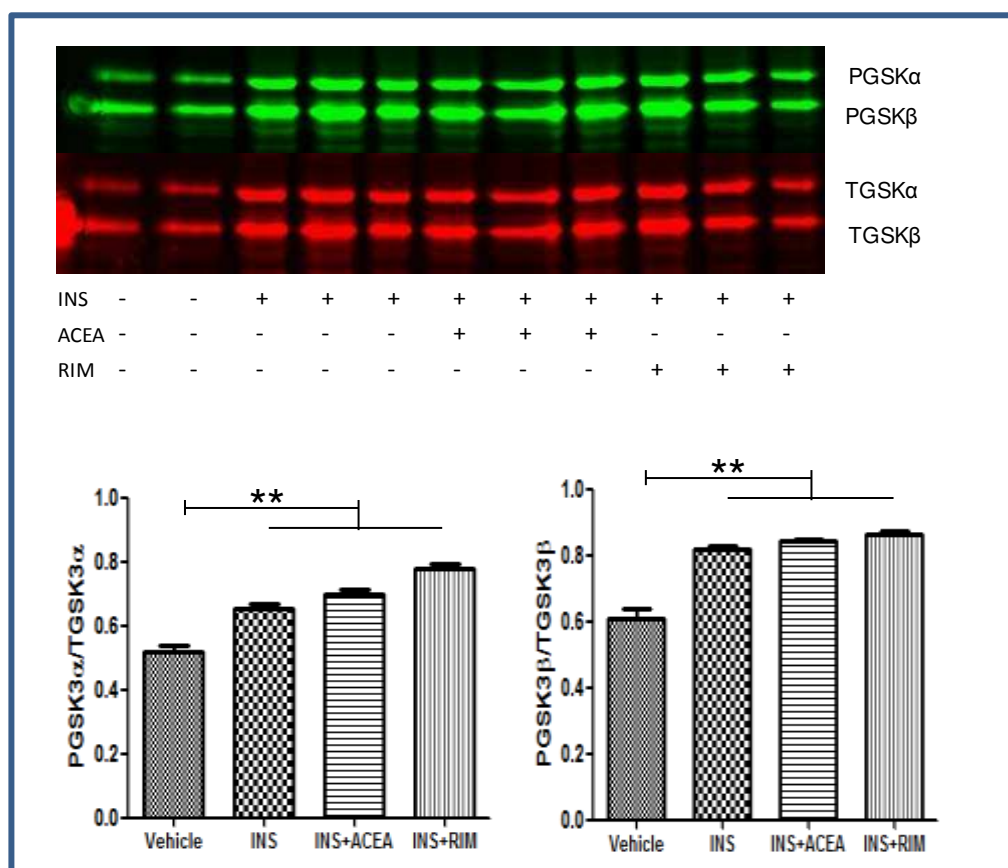 PGSKα
PGSKβ
TGSKα
TGSKβ
INS - - + + + + + + + + +
ACEA - - - - - + + + - - -
RIM - - - - - - - - + + +
**
1.0
0.8
0.6
0.4
0.2
0.0
PGSK3α/TGSK3α
Vehicle INS INS+ACEA INS+RIM
**
1.0
0.8
0.6
0.4
0.2
0.0
PGSK3β/TGSK3β
Vehicle INS INS+ACEA INS+RIM